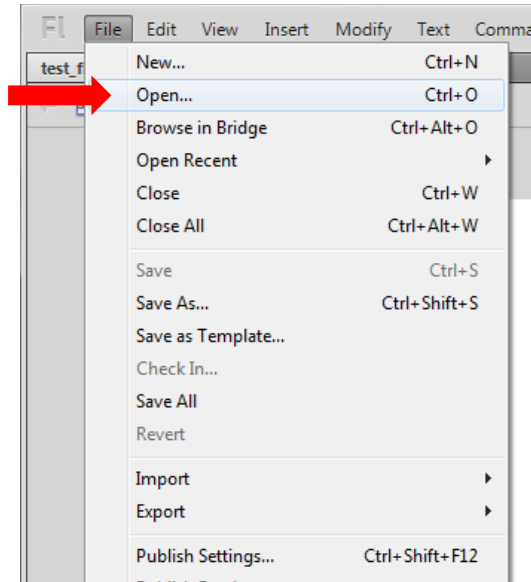 Fl File Edit View Insert Modify Text Comma
test_f
New... Ctrl+N
Open... Ctrl+O
Browse in Bridge Ctrl+Alt+O
Open Recent
Close Ctrl+W
Close All Ctrl+Alt+W
Save Ctrl+S
Save As... Ctrl+Shift+S
Save as Template...
Check In...
Save All
Revert
Import
Export
Publish Settings... Ctrl+Shift+F12